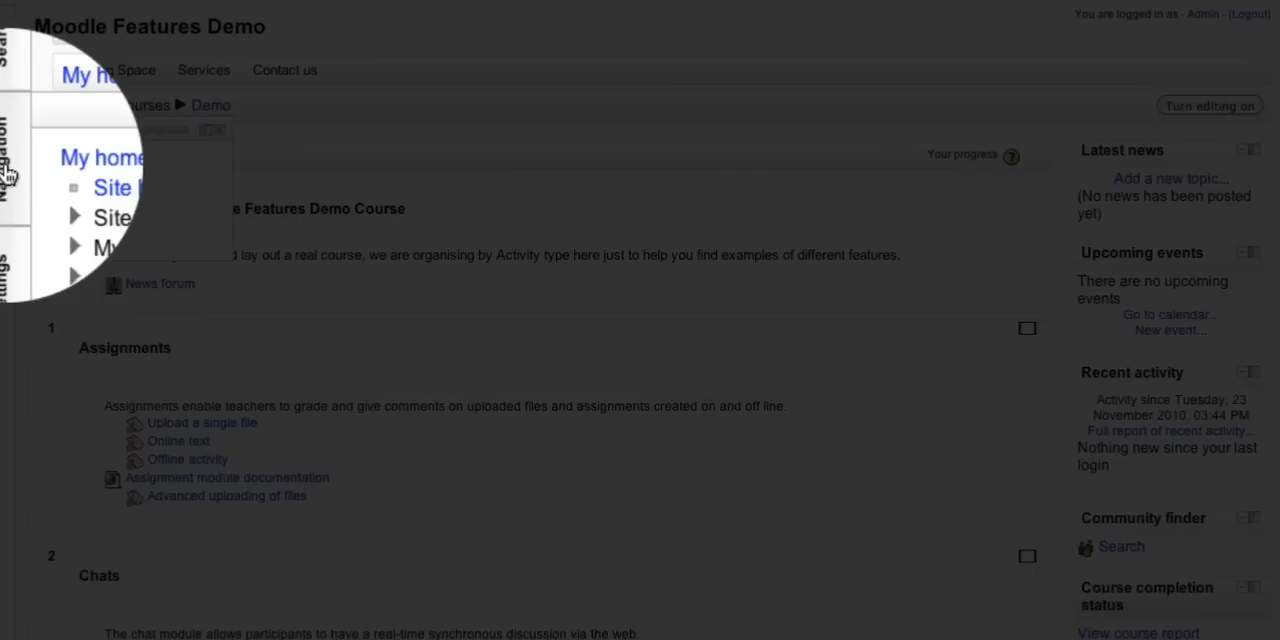 You are logged in as - Admin - (Logout)
Moodle Features Demo
My h
Space Services Contact us
urses ▶ Demo
Turn editing on
Navigation
My home
Site
Site
My
Your progress
e Features Demo Course
d lay out a real course, we are organising by Activity type here just to help you find examples of different features.
News forum
1
Assignments
Assignments enable teachers to grade and give comments on uploaded files and assignments created on and off line.
Upload a single file
Online text
Offline activity
Assignment module documentation
Advanced uploading of files
2
Chats
The chat module allows participants to have a real-time synchronous discussion via the web.
Latest news
Add a new topic...
(No news has been posted
yet)
Upcoming events
There are no upcoming
events
Go to calendar...
New event...
Recent activity
Activity since Tuesday, 23
November 2010, 03:44 PM
Full report of recent activity...
Nothing new since your last
login
Community finder
Search
Course completion
status
View course report